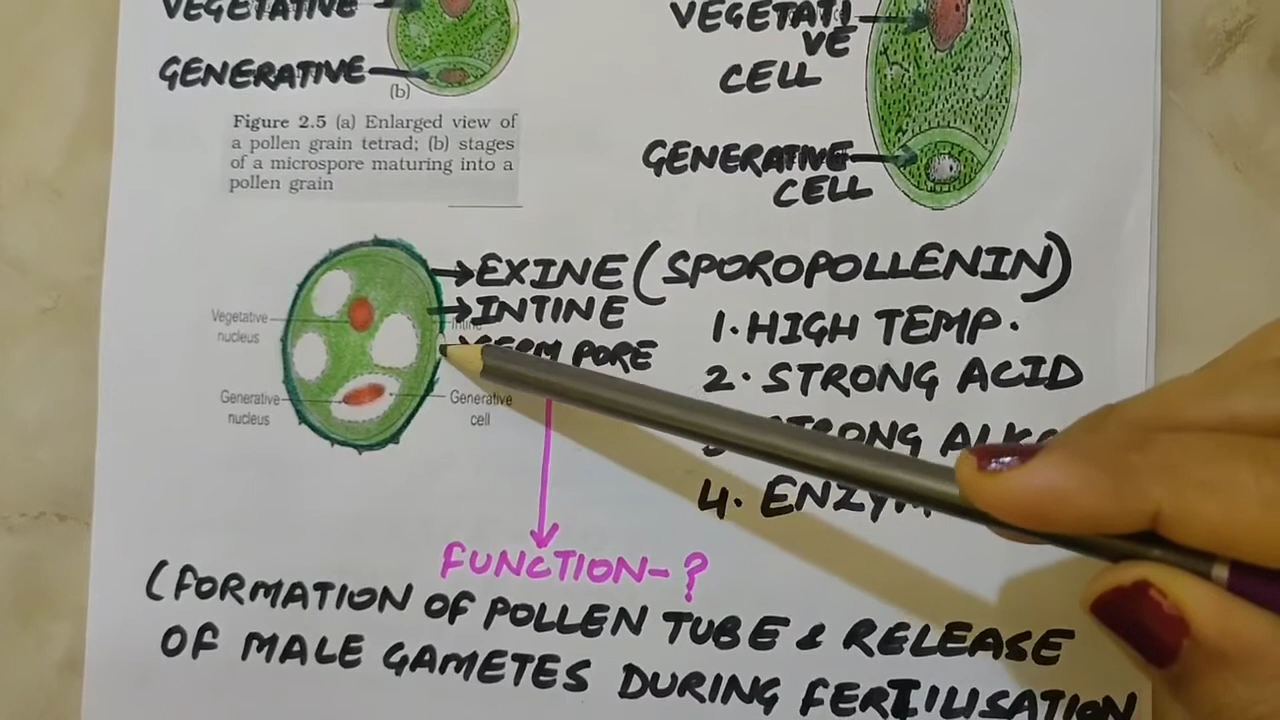 VEGETATIVE
GENERATIVE
(b)
Figure 2.5 (a) Enlarged view of
a pollen grain tetrad; (b) stages
of a microspore maturing into a
pollen grain
VEGETATI
VE
CELL
GENERATIVE
CELL
EXINE (SPOROPOLLENIN)
INTINE
Intine
PORE
Vegetative
nucleus
Generative
nucleus
Generative
cell
1. HIGH TEMP.
2. STRONG ACID
STRONG
4.
FUNCTION - ?
(FORMATION OF POLLEN TUBE & RELEASE
OF MALE GAMETES DURING FERTILISATION